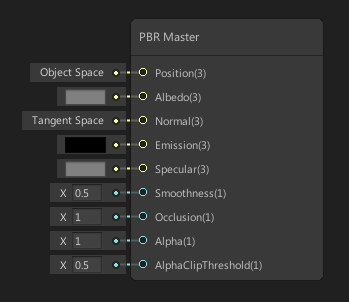 PBR Master
Object Space Position(3)
Albedo(3)
Tangent Space Normal(3)
Emission(3)
Specular(3)
X 0.5 Smoothness(1)
X 1 Occlusion(1)
X 1 Alpha(1)
X 0.5 AlphaClipThreshold(1)